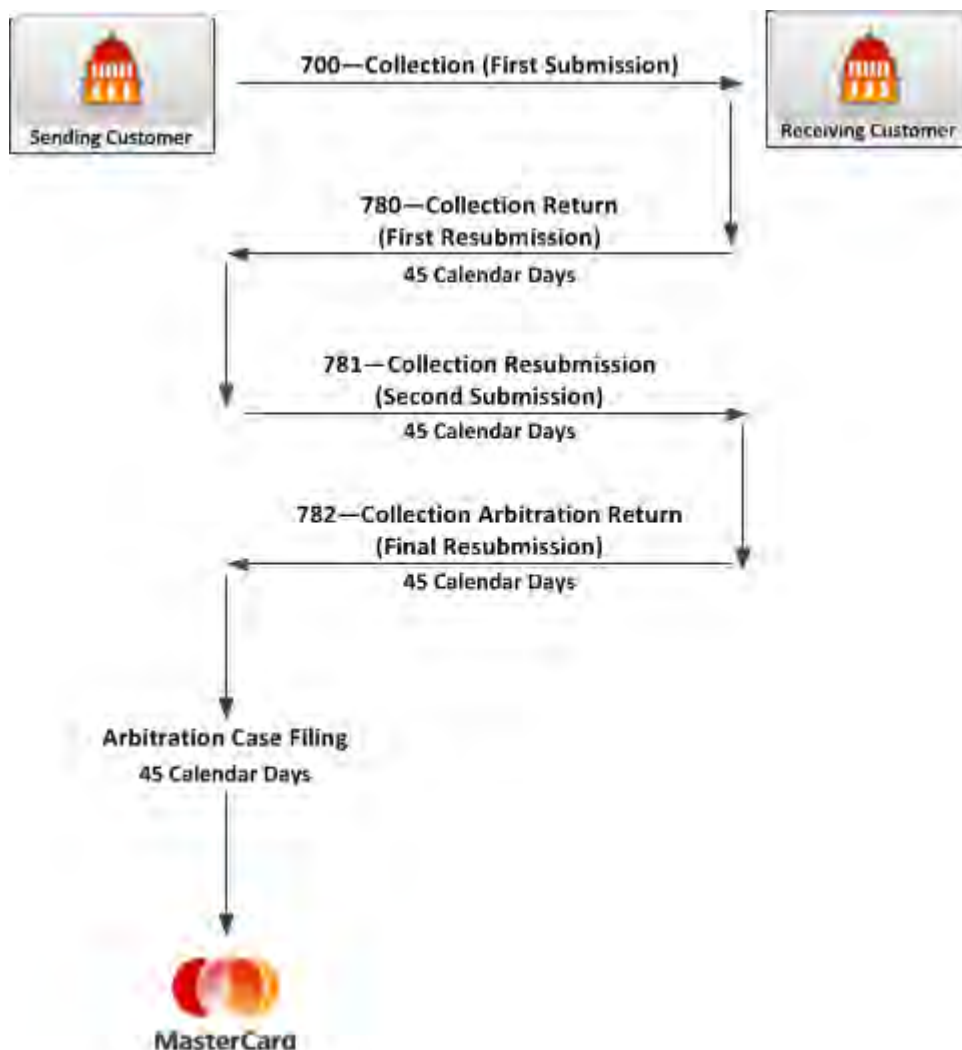 700—Collection (First Submission)
Sending Customer
Receiving Customer
780—Collection Return
(First Resubmission)
45 Calendar Days
781—Collection Resubmission
(Second Submission)
45 Calendar Days
782—Collection Arbitration Return
(Final Resubmission)
45 Calendar Days
Arbitration Case Filing
45 Calendar Days
MasterCard